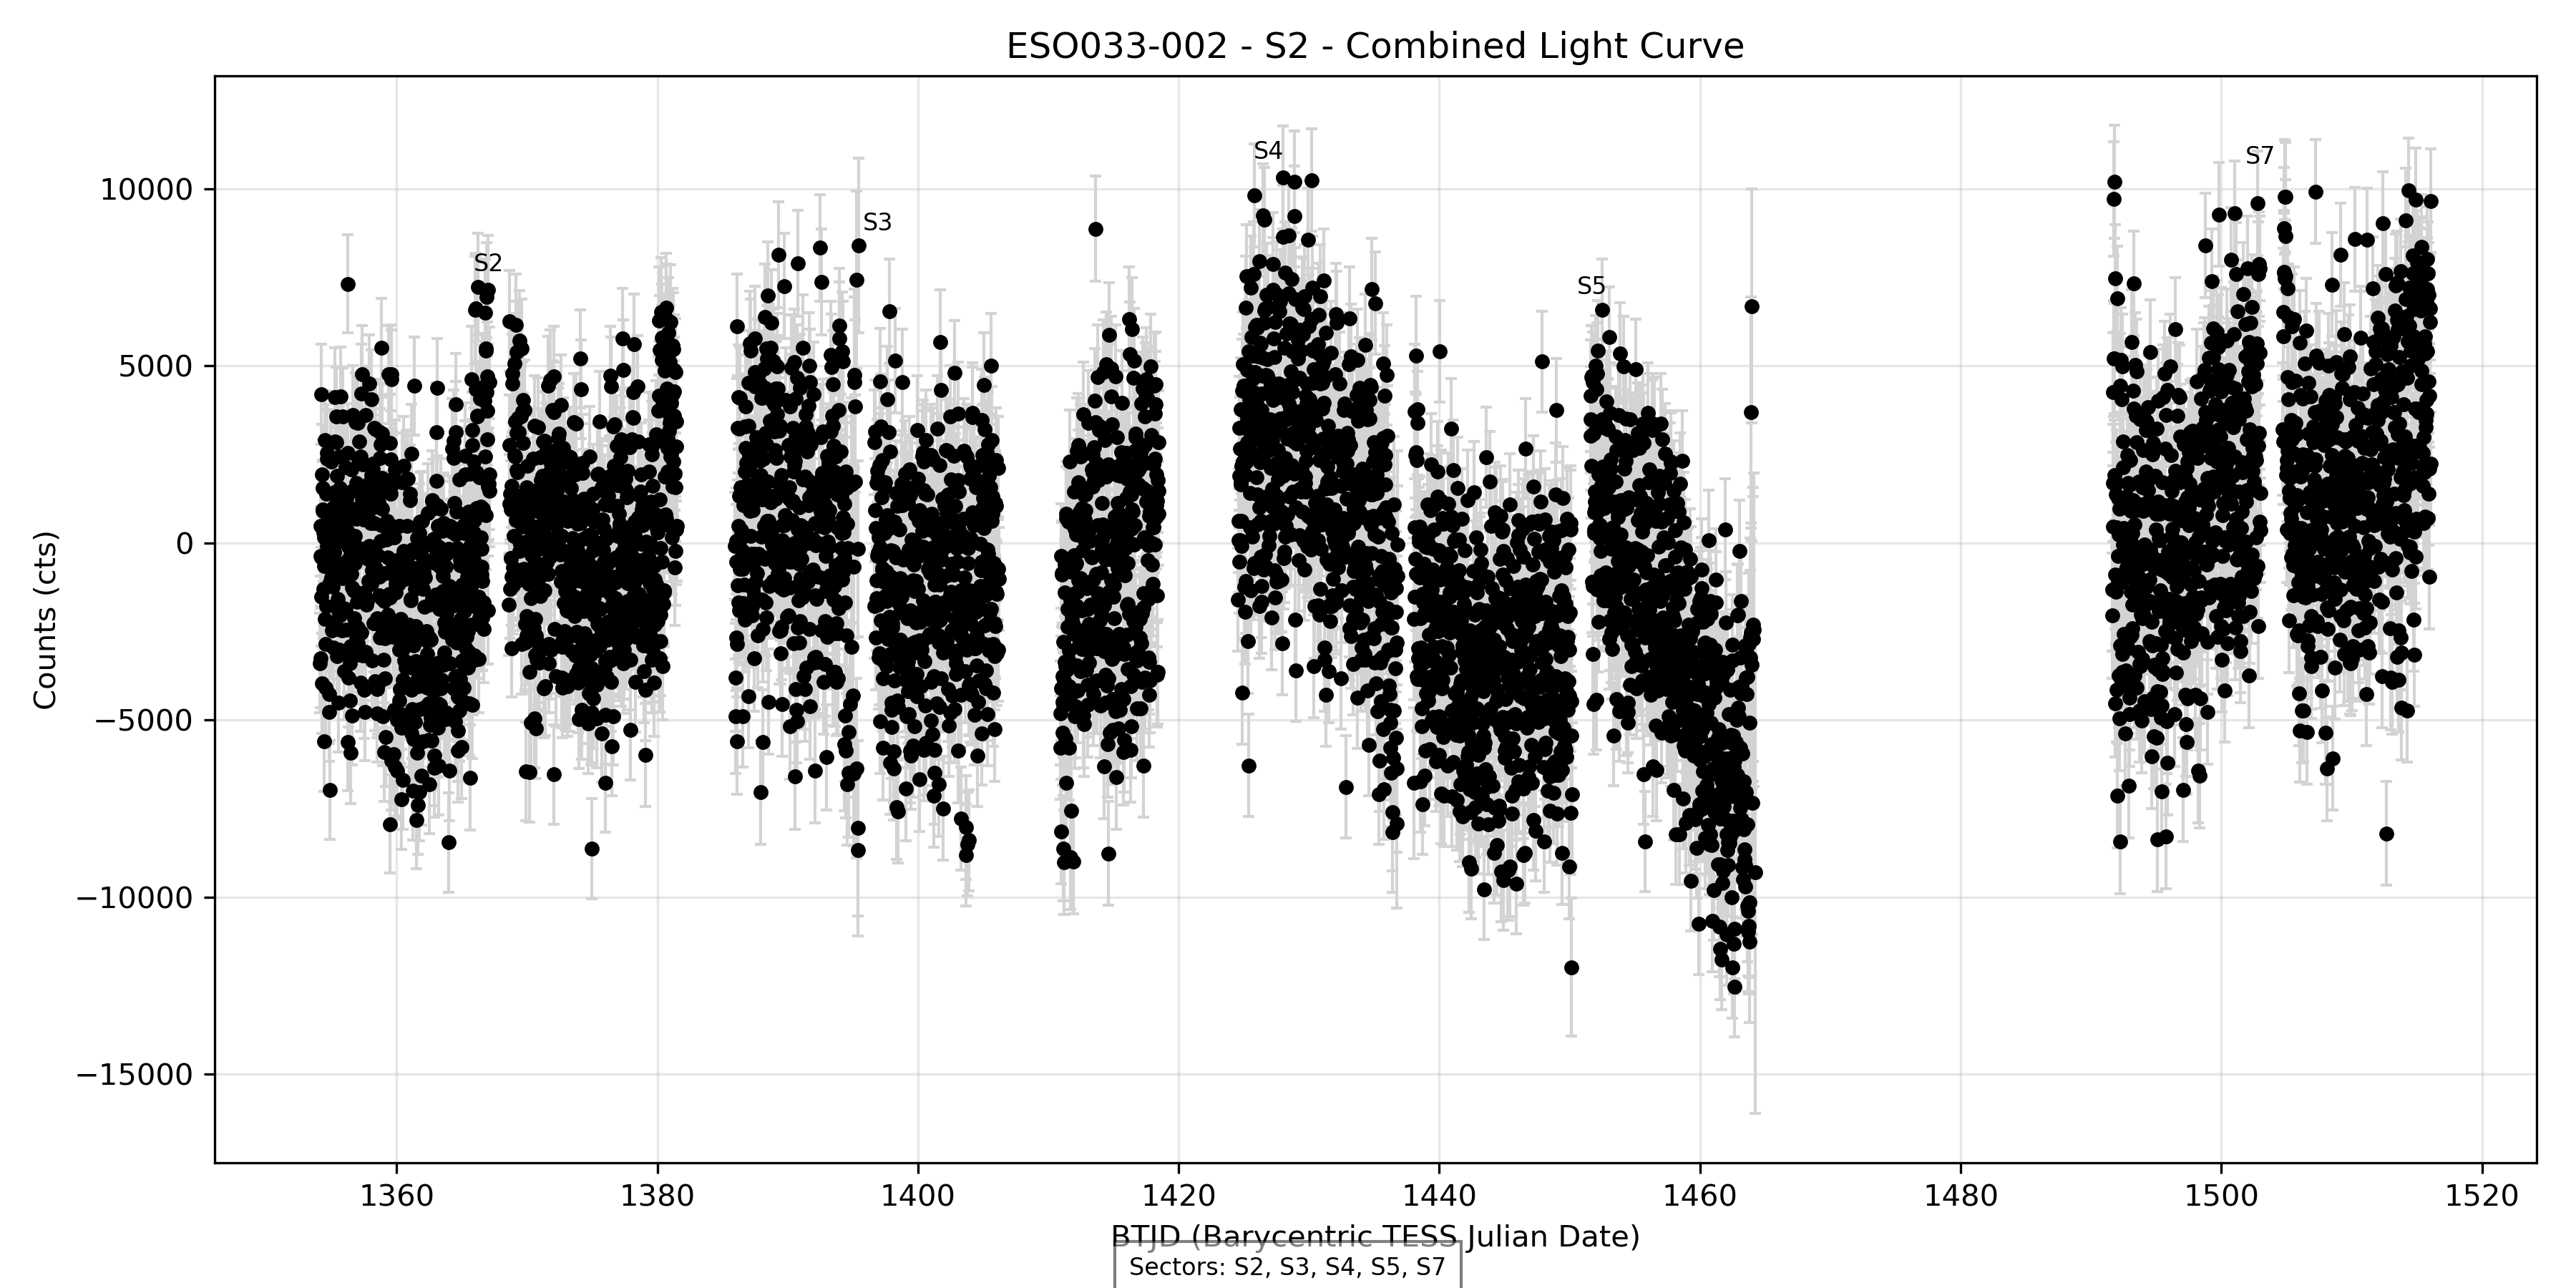 ESO033-002 - S2 - Combined Light Curve
S4
S7
S3
S2
S5
10000
5000
0
−5000
−10000
−15000
Counts (cts)
1360 1380 1400 1420 1440 1460 1480 1500 1520
BTJD (Barycentric TESS Julian Date)
Sectors: S2, S3, S4, S5, S7